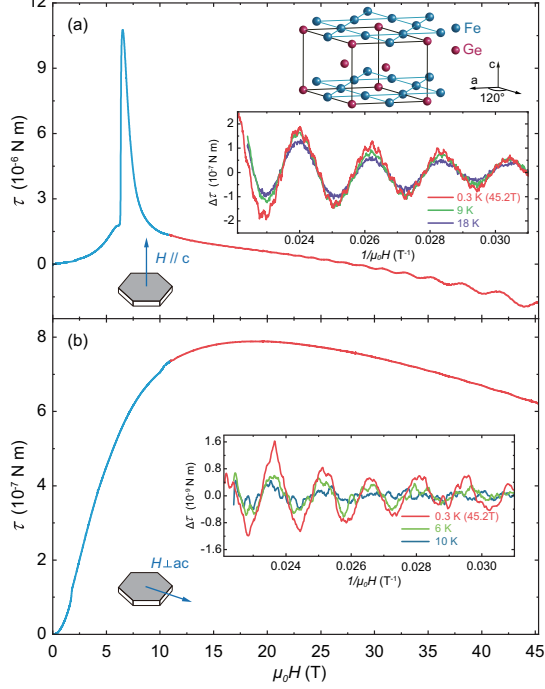 (a)
12
9
6
3
0
τ (10⁻⁶ N m)
Fe
Ge
c
a
120°
2
1
0
-1
-2
Δτ (10⁻⁷ N m)
0.3 K (45.2T)
9 K
18 K
0.024
0.026
0.028
0.030
1/μ₀H (T⁻¹)
H // c
(b)
8
6
4
2
0
τ (10⁻⁷ N m)
1.6
0.8
0.0
-0.8
-1.6
Δτ (10⁻⁹ N m)
0.3 K (45.2T)
6 K
10 K
0.024
0.026
0.028
0.030
1/μ₀H (T⁻¹)
H⊥ac
0 5 10 15 20 25 30 35 40 45
μ₀H (T)